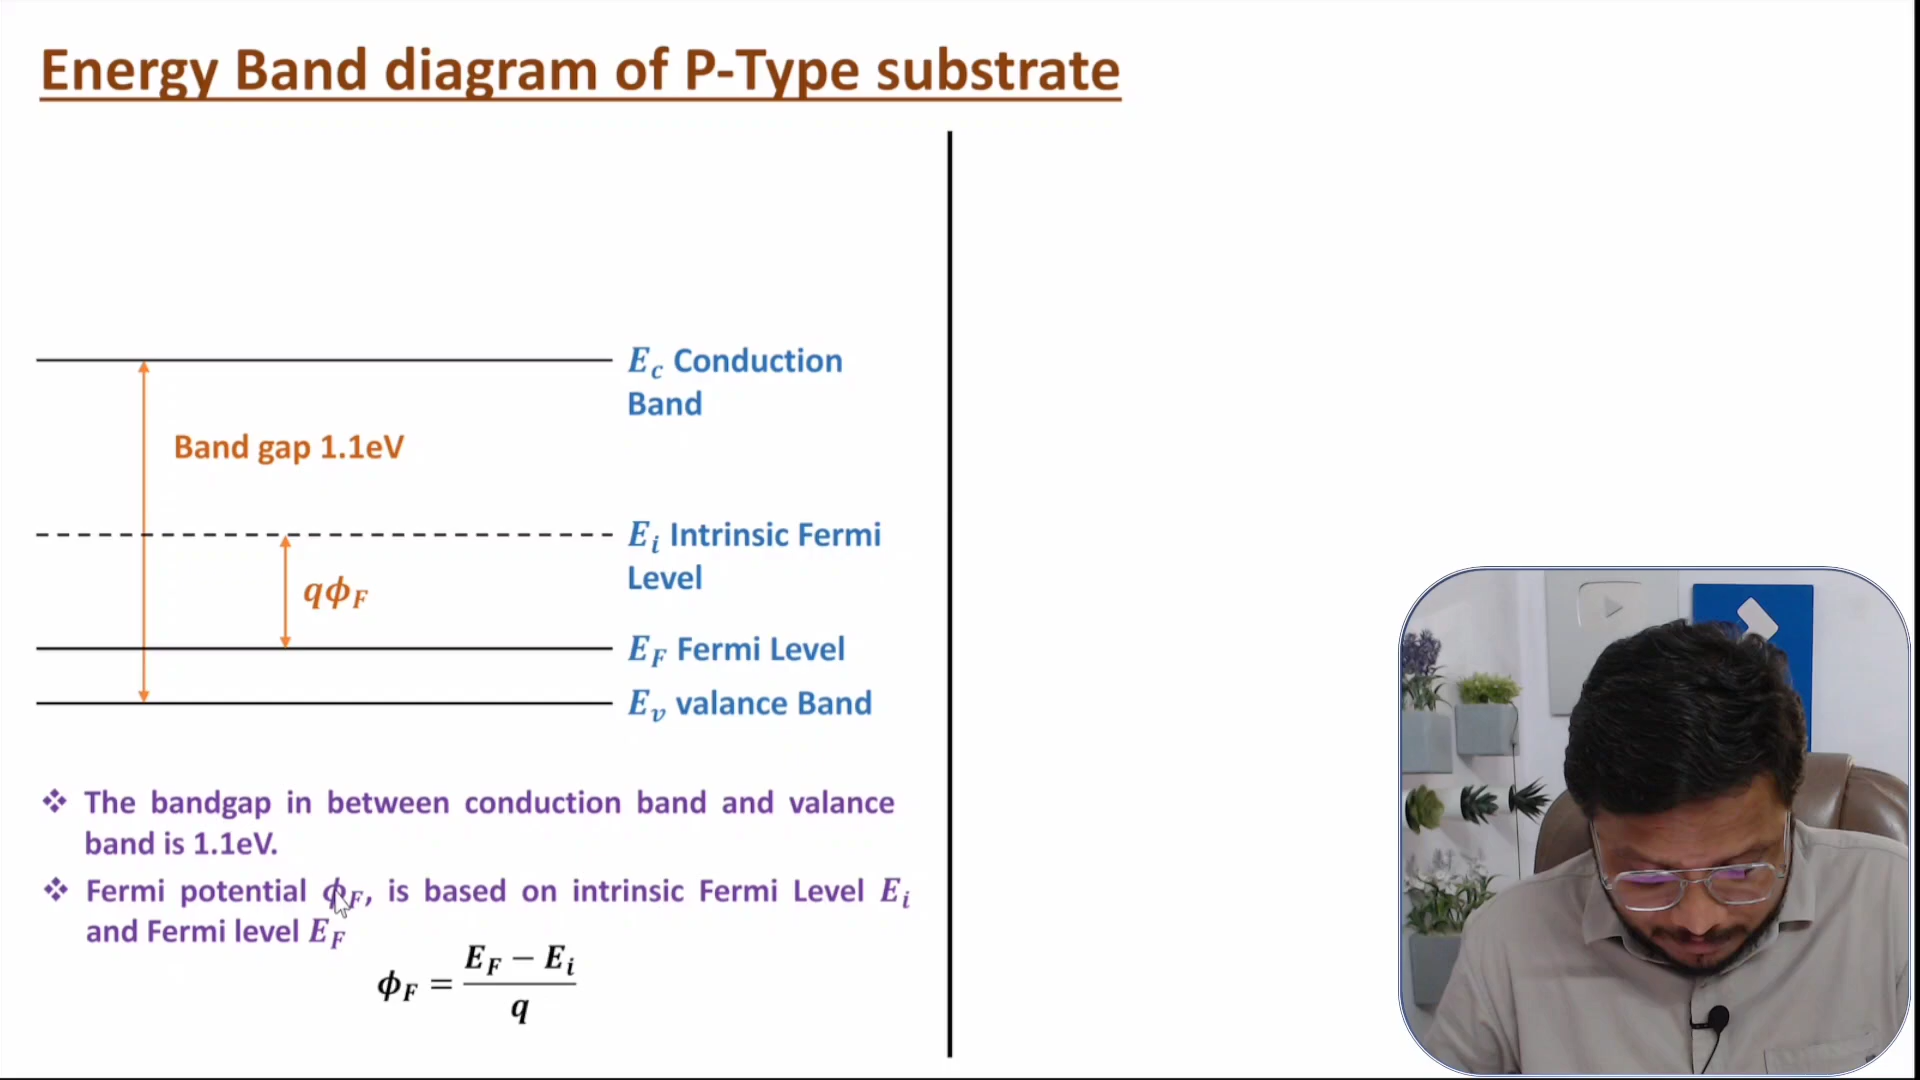 Energy Band diagram of P-Type substrate
E_c Conduction
Band
Band gap 1.1eV
E_i Intrinsic Fermi
Level
qϕ_F
E_F Fermi Level
E_v valance Band
❖ The bandgap in between conduction band and valance
band is 1.1eV.
❖ Fermi potential ϕ_F, is based on intrinsic Fermi Level E_i
and Fermi level E_F
ϕ_F = (E_F − E_i) / q